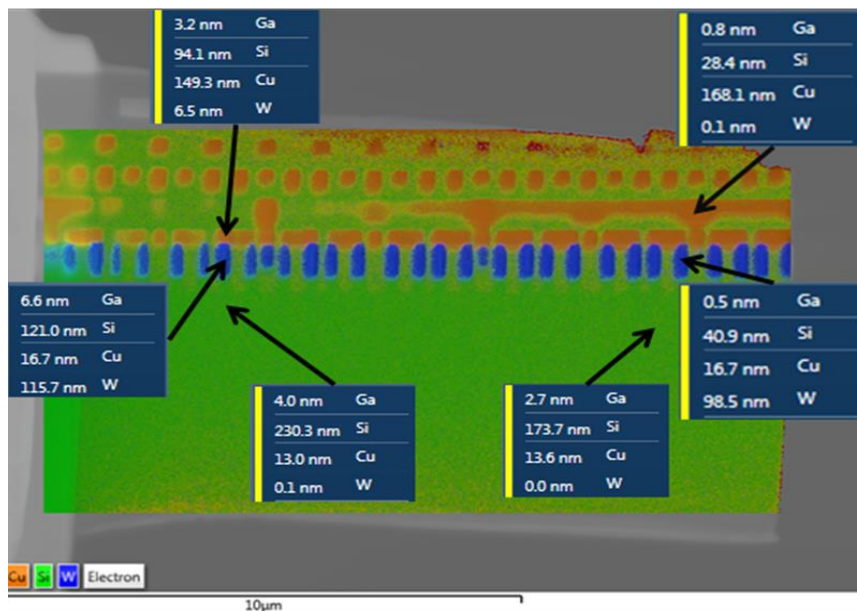 3.2 nm Ga
94.1 nm Si
149.3 nm Cu
6.5 nm W
0.8 nm Ga
28.4 nm Si
168.1 nm Cu
0.1 nm W
6.6 nm Ga
121.0 nm Si
16.7 nm Cu
115.7 nm W
0.5 nm Ga
40.9 nm Si
16.7 nm Cu
98.5 nm W
4.0 nm Ga
230.3 nm Si
13.0 nm Cu
0.1 nm W
2.7 nm Ga
173.7 nm Si
13.6 nm Cu
0.0 nm W
Cu Si W Electron
10μm